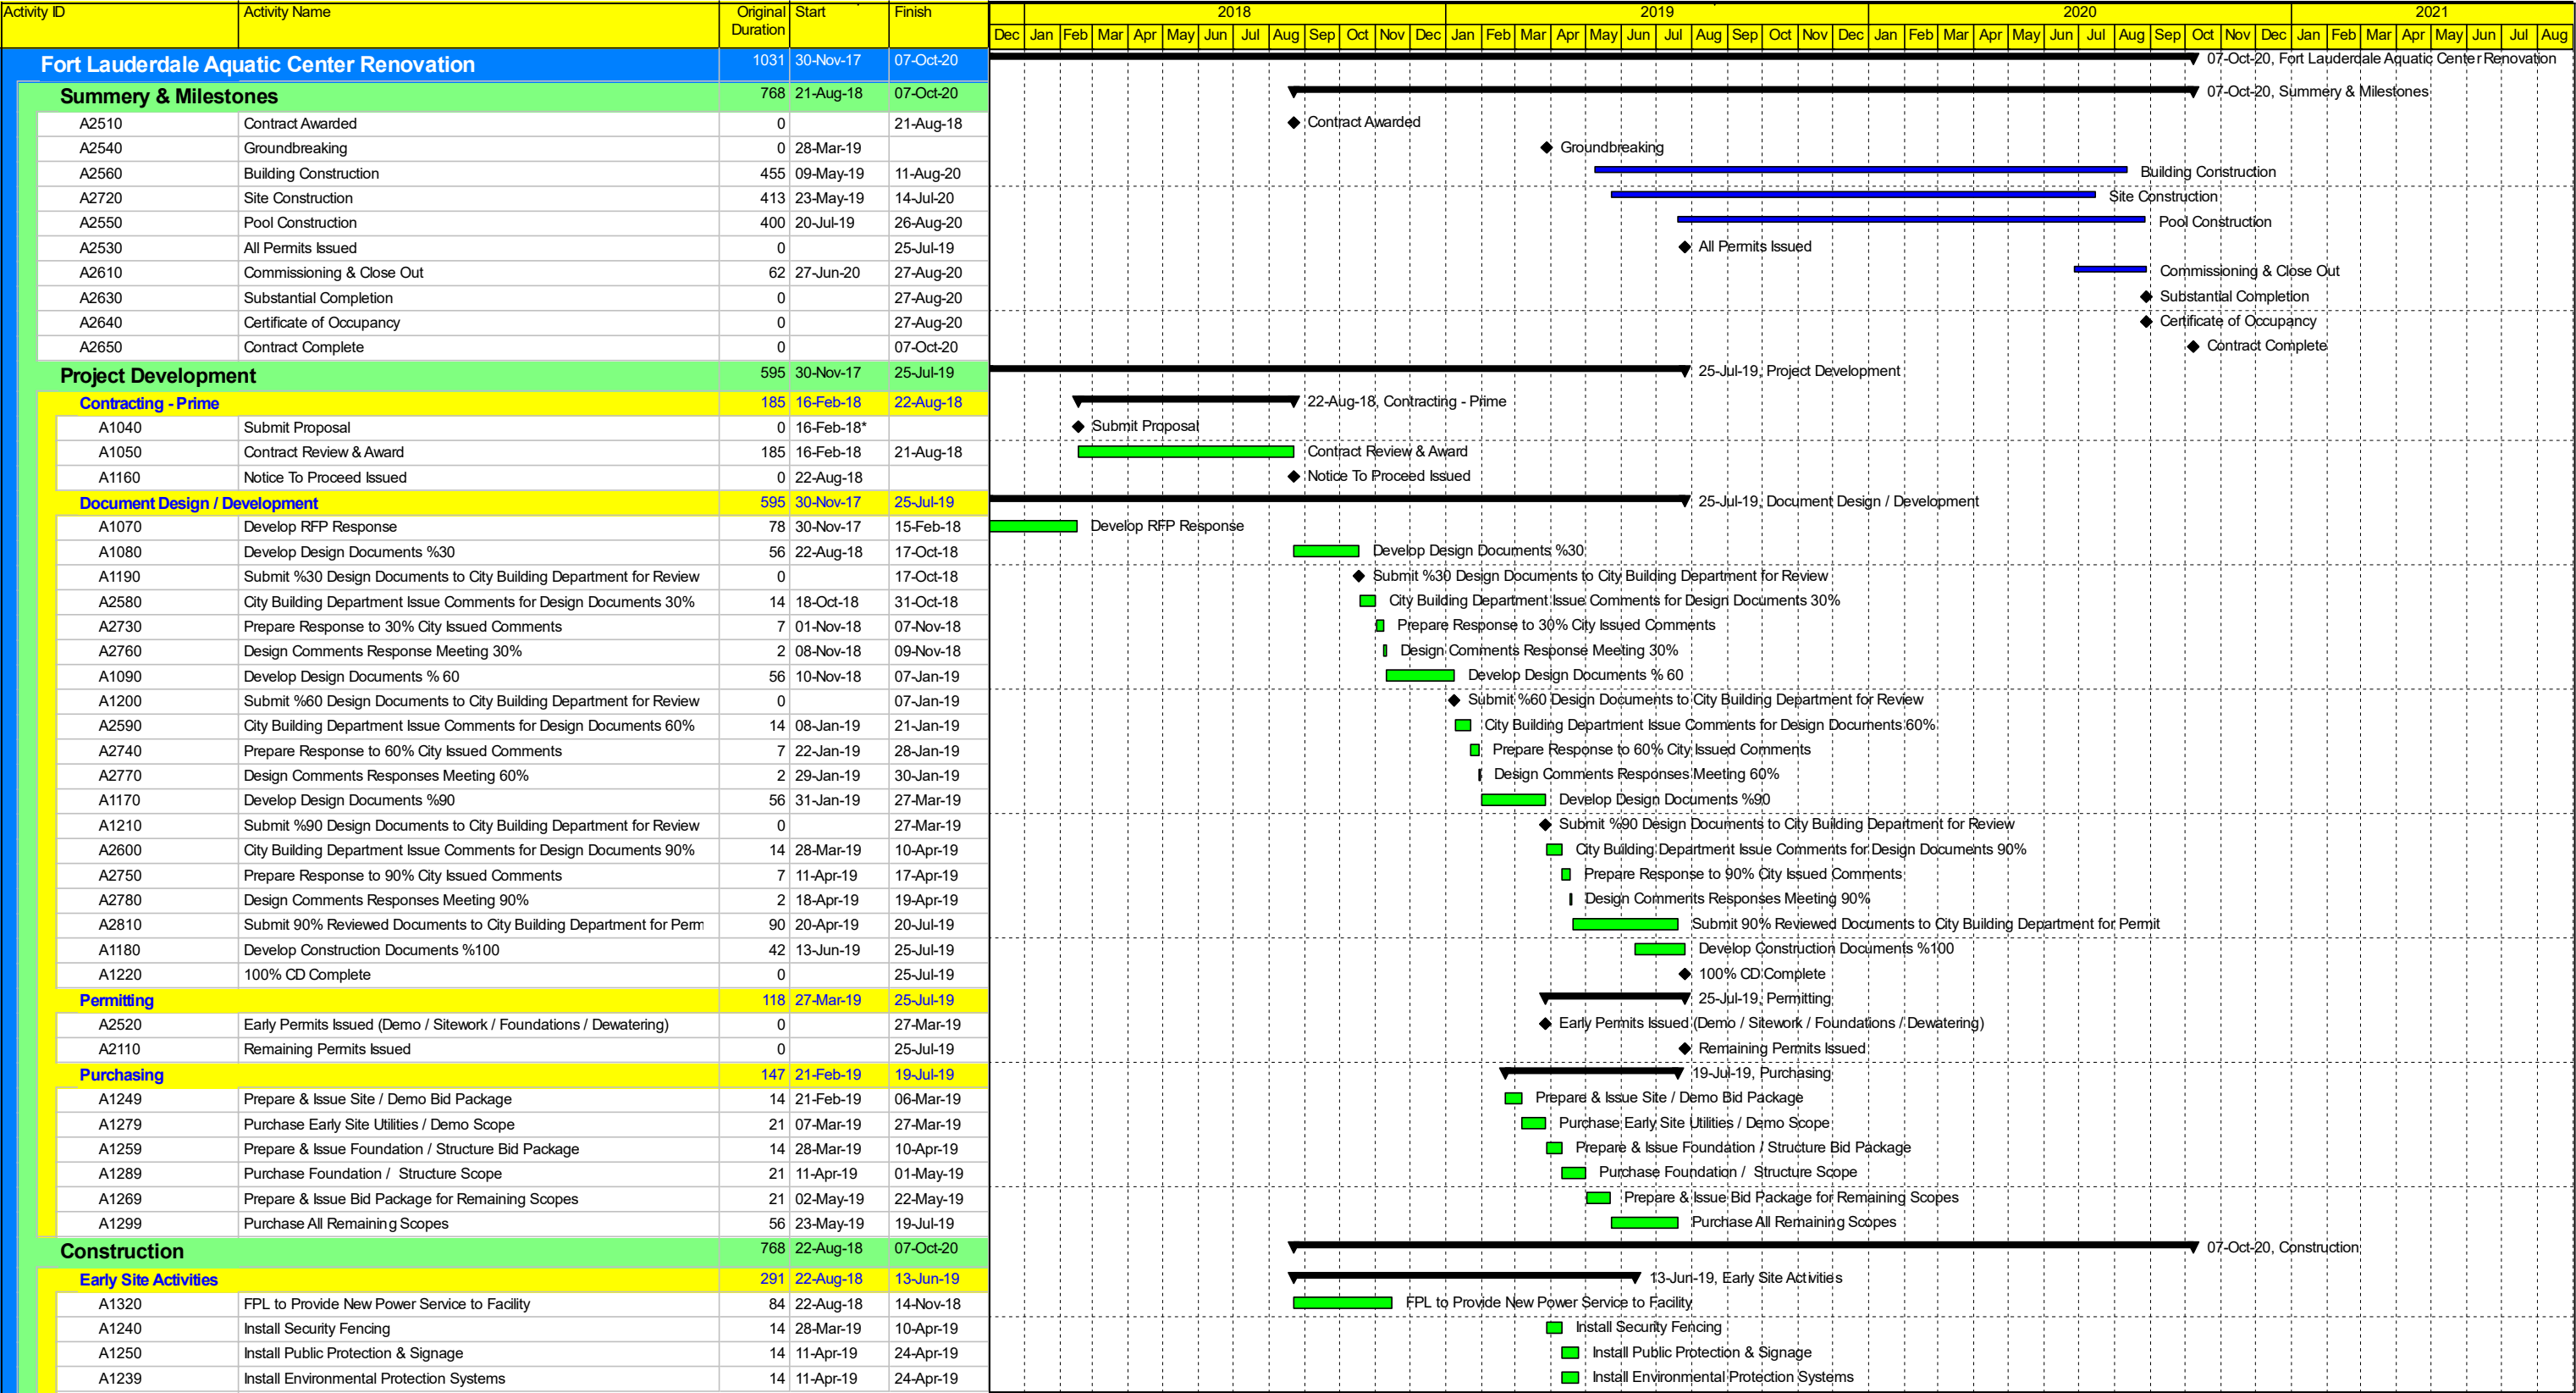 Activity ID Activity Name Original Duration Start Finish 2018 2019 2020 2021
Dec Jan Feb Mar Apr May Jun Jul Aug Sep Oct Nov Dec Jan Feb Mar Apr May Jun Jul Aug Sep Oct Nov Dec Jan Feb Mar Apr May Jun Jul Aug Sep Oct Nov Dec Jan Feb Mar Apr May Jun Jul Aug
Fort Lauderdale Aquatic Center Renovation 1031 30-Nov-17 07-Oct-20 07-Oct-20, Fort Lauderdale Aquatic Center Renovation
Summery & Milestones 768 21-Aug-18 07-Oct-20 07-Oct-20, Summery & Milestones
A2510 Contract Awarded 0 21-Aug-18 Contract Awarded
A2540 Groundbreaking 0 28-Mar-19 Groundbreaking
A2560 Building Construction 455 09-May-19 11-Aug-20 Building Construction
A2720 Site Construction 413 23-May-19 14-Jul-20 Site Construction
A2550 Pool Construction 400 20-Jul-19 26-Aug-20 Pool Construction
A2530 All Permits Issued 0 25-Jul-19 All Permits Issued
A2610 Commissioning & Close Out 62 27-Jun-20 27-Aug-20 Commissioning & Close Out
A2630 Substantial Completion 0 27-Aug-20 Substantial Completion
A2640 Certificate of Occupancy 0 27-Aug-20 Certificate of Occupancy
A2650 Contract Complete 0 07-Oct-20 Contract Complete
Project Development 595 30-Nov-17 25-Jul-19 25-Jul-19, Project Development
Contracting - Prime 185 16-Feb-18 22-Aug-18 22-Aug-18, Contracting - Prime
A1040 Submit Proposal 0 16-Feb-18* Submit Proposal
A1050 Contract Review & Award 185 16-Feb-18 21-Aug-18 Contract Review & Award
A1160 Notice To Proceed Issued 0 22-Aug-18 Notice To Proceed Issued
Document Design / Development 595 30-Nov-17 25-Jul-19 25-Jul-19, Document Design / Development
A1070 Develop RFP Response 78 30-Nov-17 15-Feb-18 Develop RFP Response
A1080 Develop Design Documents %30 56 22-Aug-18 17-Oct-18 Develop Design Documents %30
A1190 Submit %30 Design Documents to City Building Department for Review 0 17-Oct-18 Submit %30 Design Documents to City Building Department for Review
A2580 City Building Department Issue Comments for Design Documents 30% 14 18-Oct-18 31-Oct-18 City Building Department Issue Comments for Design Documents 30%
A2730 Prepare Response to 30% City Issued Comments 7 01-Nov-18 07-Nov-18 Prepare Response to 30% City Issued Comments
A2760 Design Comments Response Meeting 30% 2 08-Nov-18 09-Nov-18 Design Comments Response Meeting 30%
A1090 Develop Design Documents % 60 56 10-Nov-18 07-Jan-19 Develop Design Documents % 60
A1200 Submit %60 Design Documents to City Building Department for Review 0 07-Jan-19 Submit %60 Design Documents to City Building Department for Review
A2590 City Building Department Issue Comments for Design Documents 60% 14 08-Jan-19 21-Jan-19 City Building Department Issue Comments for Design Documents 60%
A2740 Prepare Response to 60% City Issued Comments 7 22-Jan-19 28-Jan-19 Prepare Response to 60% City Issued Comments
A2770 Design Comments Responses Meeting 60% 2 29-Jan-19 30-Jan-19 Design Comments Responses Meeting 60%
A1170 Develop Design Documents %90 56 31-Jan-19 27-Mar-19 Develop Design Documents %90
A1210 Submit %90 Design Documents to City Building Department for Review 0 27-Mar-19 Submit %90 Design Documents to City Building Department for Review
A2600 City Building Department Issue Comments for Design Documents 90% 14 28-Mar-19 10-Apr-19 City Building Department Issue Comments for Design Documents 90%
A2750 Prepare Response to 90% City Issued Comments 7 11-Apr-19 17-Apr-19 Prepare Response to 90% City Issued Comments
A2780 Design Comments Responses Meeting 90% 2 18-Apr-19 19-Apr-19 Design Comments Responses Meeting 90%
A2810 Submit 90% Reviewed Documents to City Building Department for Perm 90 20-Apr-19 20-Jul-19 Submit 90% Reviewed Documents to City Building Department for Permit
A1180 Develop Construction Documents %100 42 13-Jun-19 25-Jul-19 Develop Construction Documents %100
A1220 100% CD Complete 0 25-Jul-19 100% CD Complete
Permitting 118 27-Mar-19 25-Jul-19 25-Jul-19, Permitting
A2520 Early Permits Issued (Demo / Sitework / Foundations / Dewatering) 0 27-Mar-19 Early Permits Issued (Demo / Sitework / Foundations / Dewatering)
A2110 Remaining Permits Issued 0 25-Jul-19 Remaining Permits Issued
Purchasing 147 21-Feb-19 19-Jul-19 19-Jul-19, Purchasing
A1249 Prepare & Issue Site / Demo Bid Package 14 21-Feb-19 06-Mar-19 Prepare & Issue Site / Demo Bid Package
A1279 Purchase Early Site Utilities / Demo Scope 21 07-Mar-19 27-Mar-19 Purchase Early Site Utilities / Demo Scope
A1259 Prepare & Issue Foundation / Structure Bid Package 14 28-Mar-19 10-Apr-19 Prepare & Issue Foundation / Structure Bid Package
A1289 Purchase Foundation / Structure Scope 21 11-Apr-19 01-May-19 Purchase Foundation / Structure Scope
A1269 Prepare & Issue Bid Package for Remaining Scopes 21 02-May-19 22-May-19 Prepare & Issue Bid Package for Remaining Scopes
A1299 Purchase All Remaining Scopes 56 23-May-19 19-Jul-19 Purchase All Remaining Scopes
Construction 768 22-Aug-18 07-Oct-20 07-Oct-20, Construction
Early Site Activities 291 22-Aug-18 13-Jun-19 13-Jun-19, Early Site Activities
A1320 FPL to Provide New Power Service to Facility 84 22-Aug-18 14-Nov-18 FPL to Provide New Power Service to Facility
A1240 Install Security Fencing 14 28-Mar-19 10-Apr-19 Install Security Fencing
A1250 Install Public Protection & Signage 14 11-Apr-19 24-Apr-19 Install Public Protection & Signage
A1239 Install Environmental Protection Systems 14 11-Apr-19 24-Apr-19 Install Environmental Protection Systems